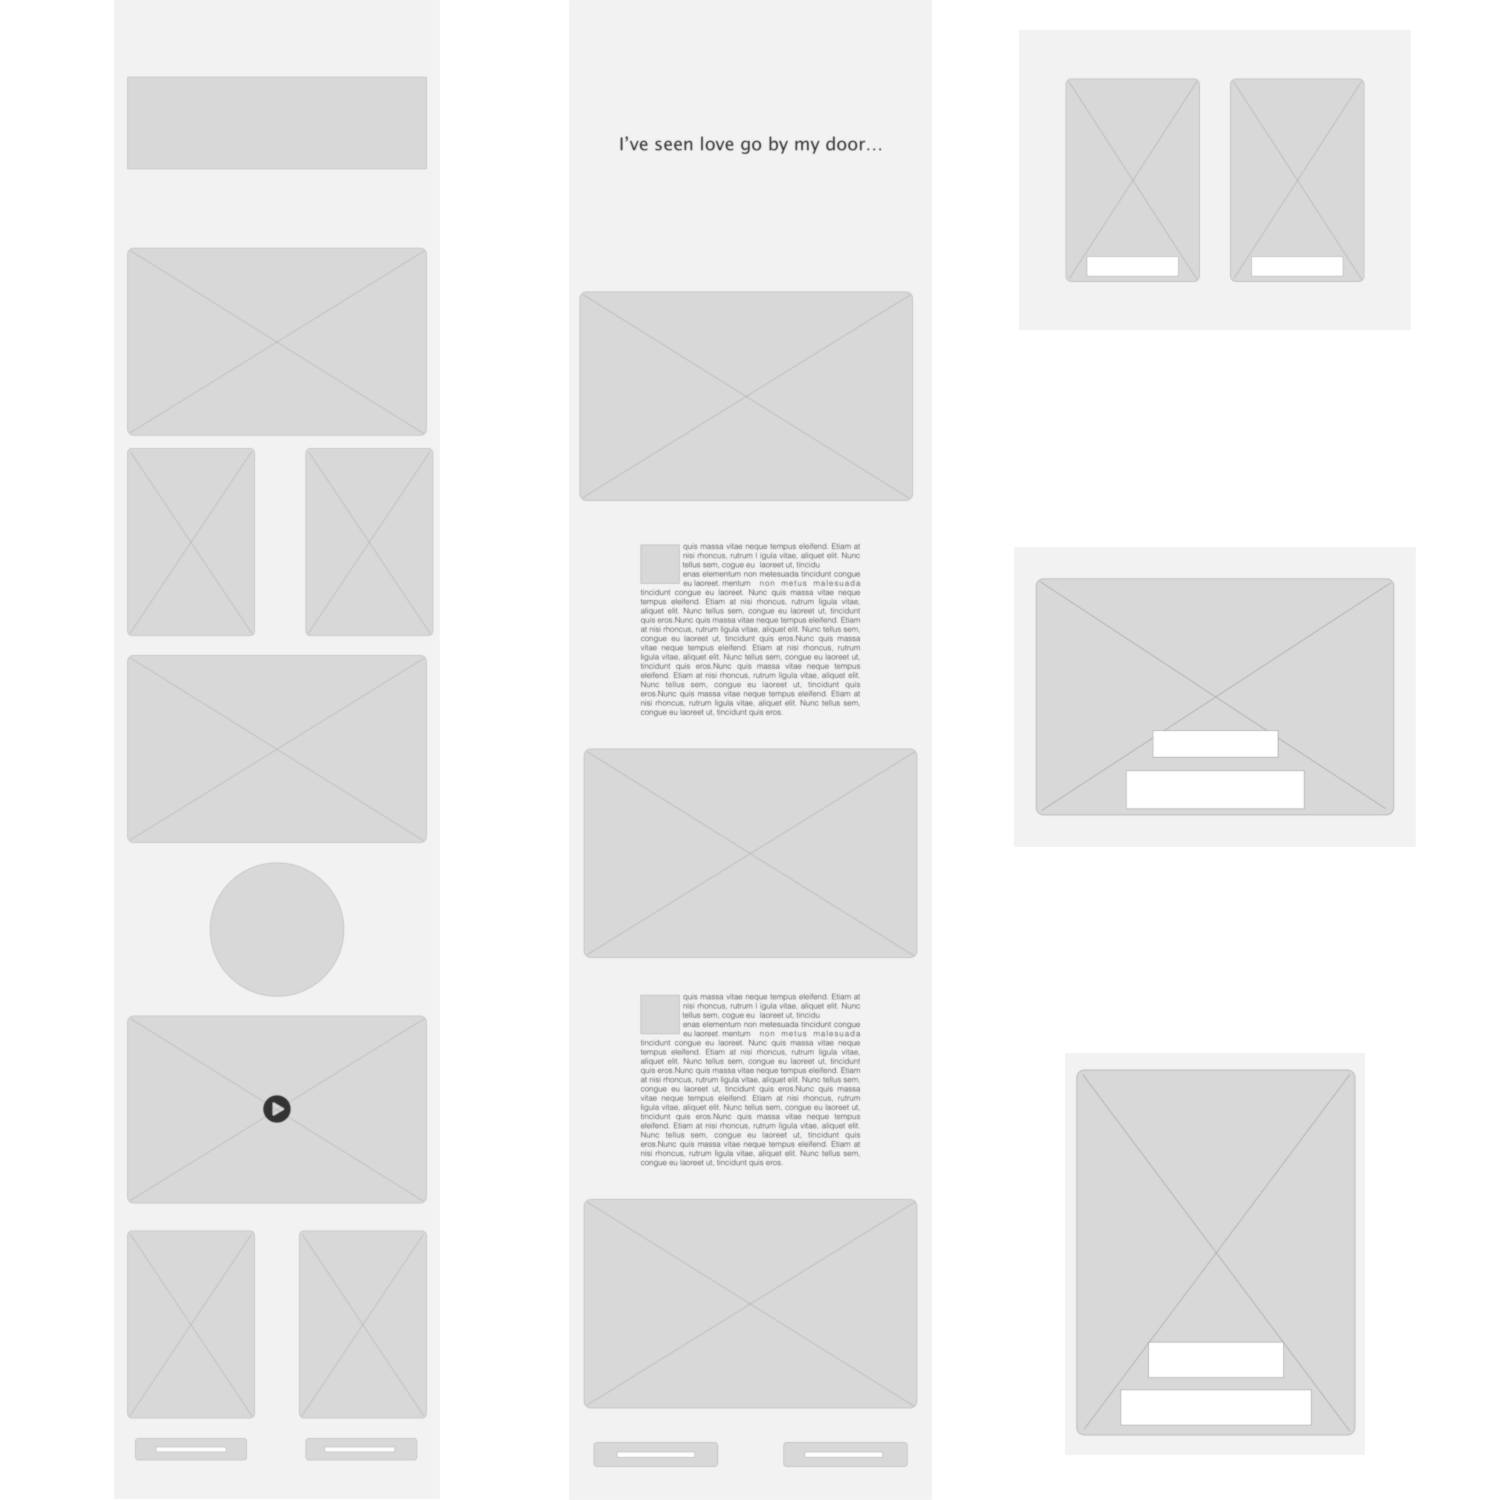 I've seen love go by my door...
quis massa vitae neque tempus eleifend. Etiam at
nisi rhoncus, rutrum l igula vitae, aliquet elit. Nunc
tellus sem, cogue eu laoreet ut, tincidu
enas elementum non metesuada tincidunt congue
eu laoreet. mentum non metus malesuada
tincidunt congue eu laoreet. Nunc quis massa vitae neque
tempus eleifend. Etiam at nisi rhoncus, rutrum ligula vitae,
aliquet elit. Nunc tellus sem, congue eu laoreet ut, tincidunt
quis eros.Nunc quis massa vitae neque tempus eleifend. Etiam
at nisi rhoncus, rutrum ligula vitae, aliquet elit. Nunc tellus sem,
congue eu laoreet ut, tincidunt quis eros.Nunc quis massa
vitae neque tempus eleifend. Etiam at nisi rhoncus, rutrum
ligula vitae, aliquet elit. Nunc tellus sem, congue eu laoreet ut,
tincidunt quis eros.Nunc quis massa vitae neque tempus
eleifend. Etiam at nisi rhoncus, rutrum ligula vitae, aliquet elit.
Nunc tellus sem, congue eu laoreet ut, tincidunt quis
eros.Nunc quis massa vitae neque tempus eleifend. Etiam at
nisi rhoncus, rutrum ligula vitae, aliquet elit. Nunc tellus sem,
congue eu laoreet ut, tincidunt quis eros.
quis massa vitae neque tempus eleifend. Etiam at
nisi rhoncus, rutrum l igula vitae, aliquet elit. Nunc
tellus sem, cogue eu laoreet ut, tincidu
enas elementum non metesuada tincidunt congue
eu laoreet. mentum non metus malesuada
tincidunt congue eu laoreet. Nunc quis massa vitae neque
tempus eleifend. Etiam at nisi rhoncus, rutrum ligula vitae,
aliquet elit. Nunc tellus sem, congue eu laoreet ut, tincidunt
quis eros.Nunc quis massa vitae neque tempus eleifend. Etiam
at nisi rhoncus, rutrum ligula vitae, aliquet elit. Nunc tellus sem,
congue eu laoreet ut, tincidunt quis eros.Nunc quis massa
vitae neque tempus eleifend. Etiam at nisi rhoncus, rutrum
ligula vitae, aliquet elit. Nunc tellus sem, congue eu laoreet ut,
tincidunt quis eros.Nunc quis massa vitae neque tempus
eleifend. Etiam at nisi rhoncus, rutrum ligula vitae, aliquet elit.
Nunc tellus sem, congue eu laoreet ut, tincidunt quis
eros.Nunc quis massa vitae neque tempus eleifend. Etiam at
nisi rhoncus, rutrum ligula vitae, aliquet elit. Nunc tellus sem,
congue eu laoreet ut, tincidunt quis eros.